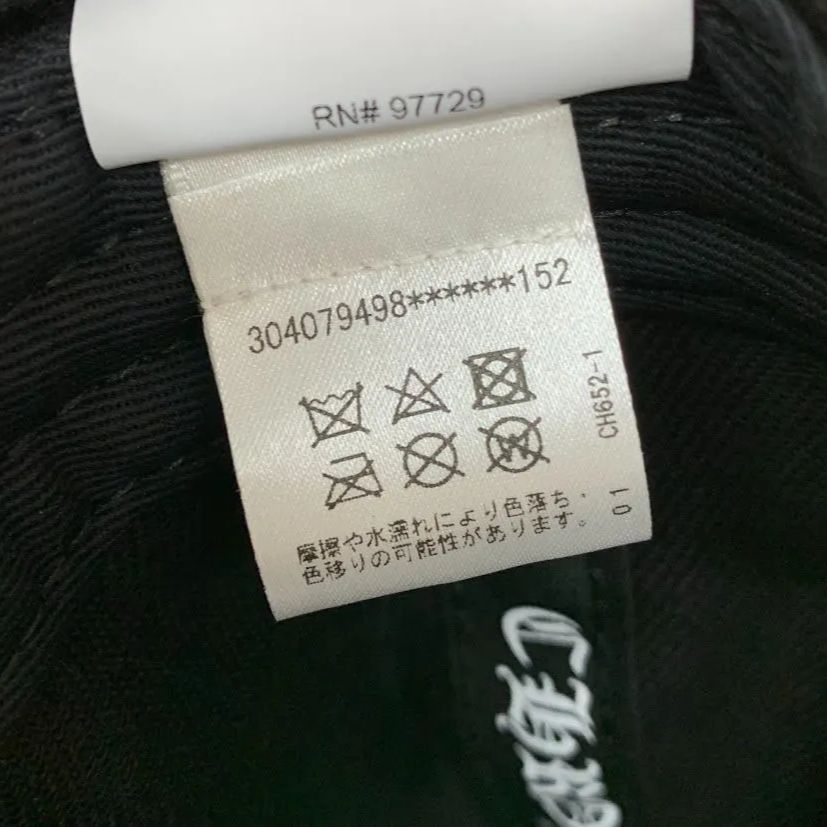 RN# 97729
304079498******152
CH652-1
01
摩擦や水濡れにより色落ち・
色移りの可能性があります。